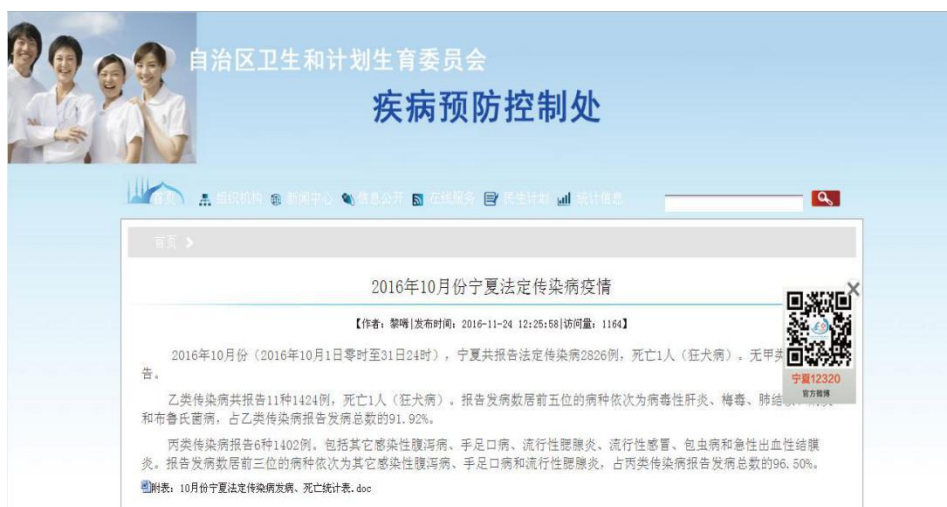 自治区卫生和计划生育委员会
疾病预防控制处
首页 组织机构 新闻中心 信息公开 在线服务 民生计划 统计信息
首页
2016年10月份宁夏法定传染病疫情
【作者：黎晞|发布时间：2016-11-24 12:25:58|访问量：1164】
2016年10月份（2016年10月1日零时至31日24时），宁夏共报告法定传染病2826例，死亡1人（狂犬病）。无甲类
告。
乙类传染病共报告11种1424例，死亡1人（狂犬病）。报告发病数居前五位的病种依次为病毒性肝炎、梅毒、肺结
和布鲁氏菌病，占乙类传染病报告发病总数的91.92%。
丙类传染病报告6种1402例，包括其它感染性腹泻病、手足口病、流行性腮腺炎、流行性感冒、包虫病和急性出血性结膜
炎。报告发病数居前三位的病种依次为其它感染性腹泻病、手足口病和流行性腮腺炎，占丙类传染病报告发病总数的96.50%。
附表：10月份宁夏法定传染病发病、死亡统计表.doc
宁夏12320
官方微博